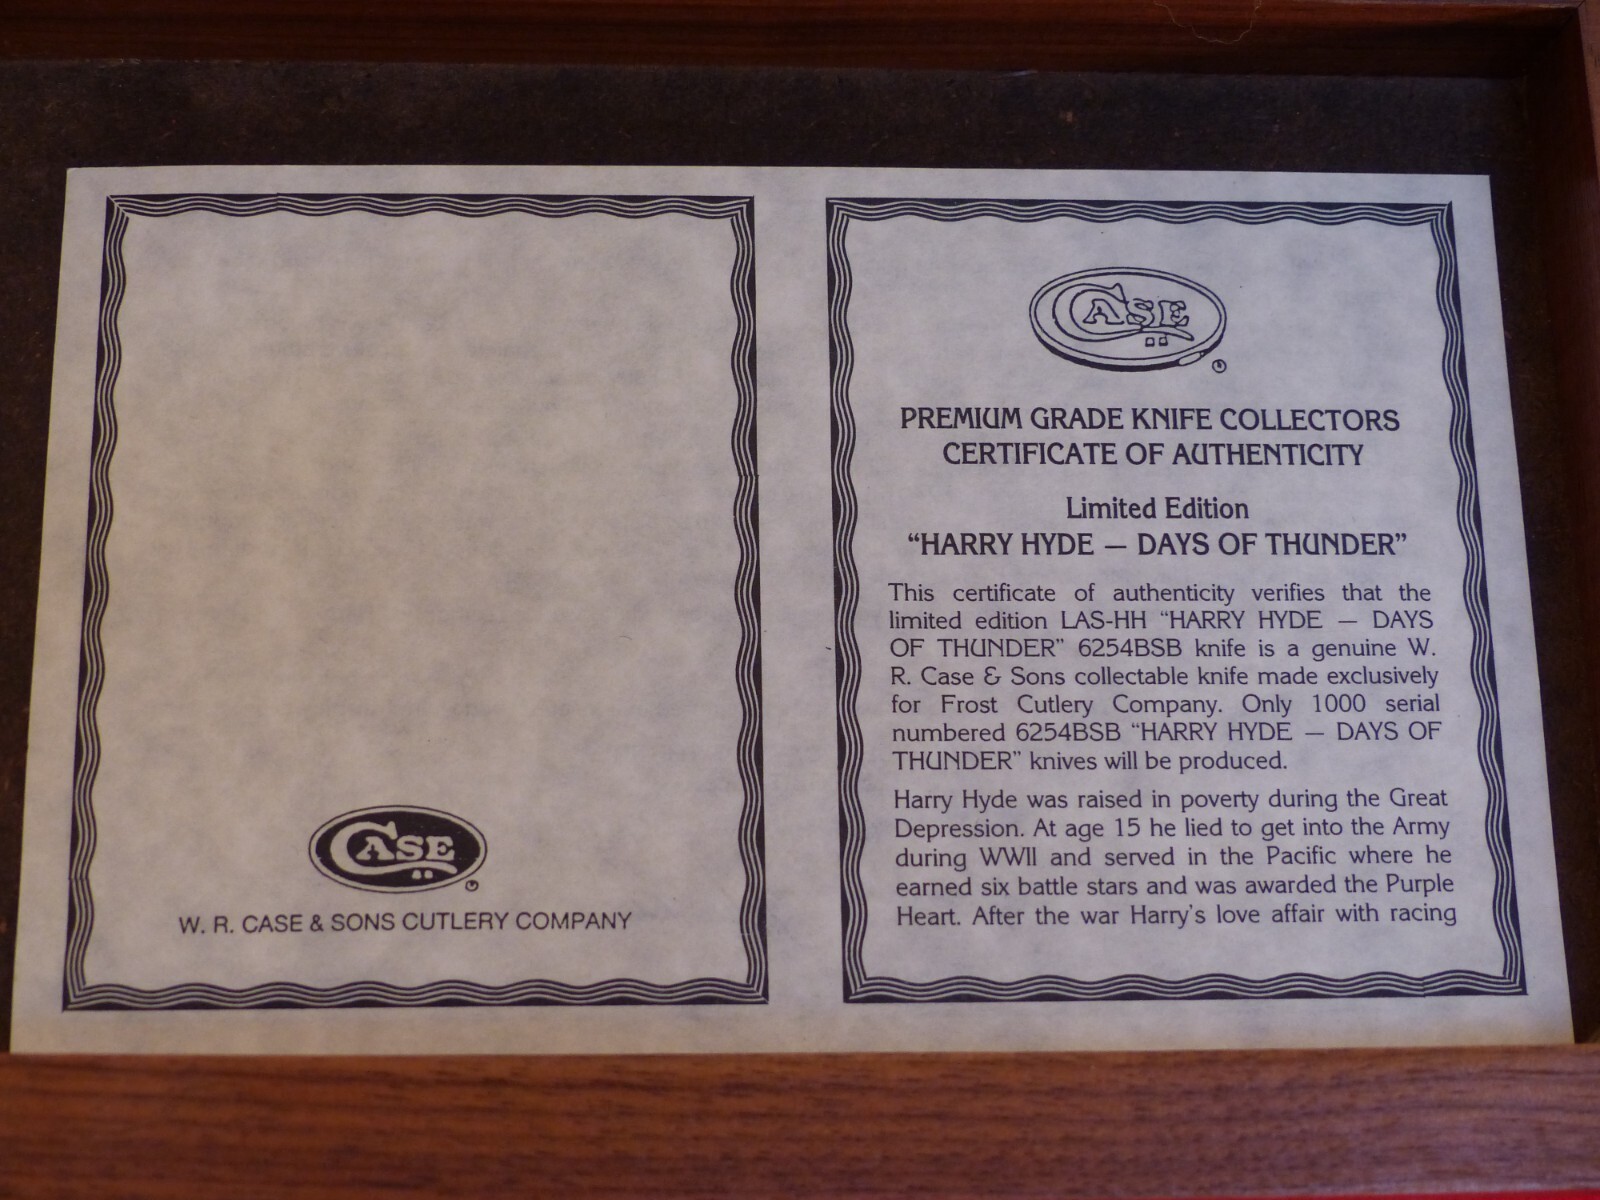 CASE
W. R. CASE & SONS CUTLERY COMPANY
CASE
PREMIUM GRADE KNIFE COLLECTORS
CERTIFICATE OF AUTHENTICITY
Limited Edition
“HARRY HYDE — DAYS OF THUNDER”
This certificate of authenticity verifies that the
limited edition LAS-HH “HARRY HYDE — DAYS
OF THUNDER” 6254BSB knife is a genuine W.
R. Case & Sons collectable knife made exclusively
for Frost Cutlery Company. Only 1000 serial
numbered 6254BSB “HARRY HYDE — DAYS OF
THUNDER” knives will be produced.
Harry Hyde was raised in poverty during the Great
Depression. At age 15 he lied to get into the Army
during WWII and served in the Pacific where he
earned six battle stars and was awarded the Purple
Heart. After the war Harry's love affair with racing